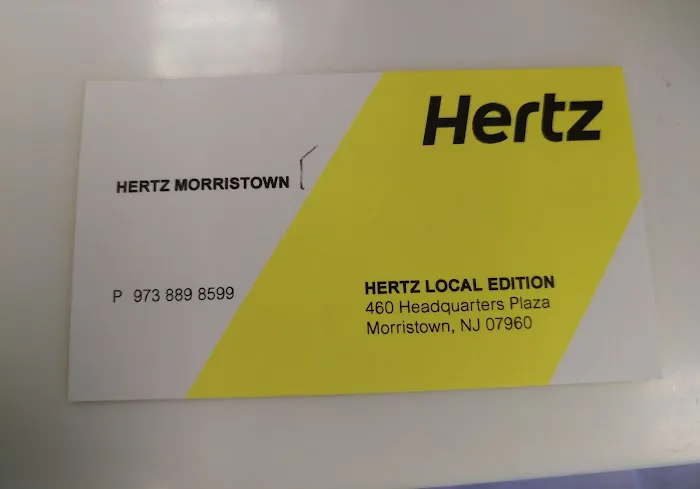 Hertz
HERTZ MORRISTOWN
P 973 889 8599
HERTZ LOCAL EDITION
460 Headquarters Plaza
Morristown, NJ 07960